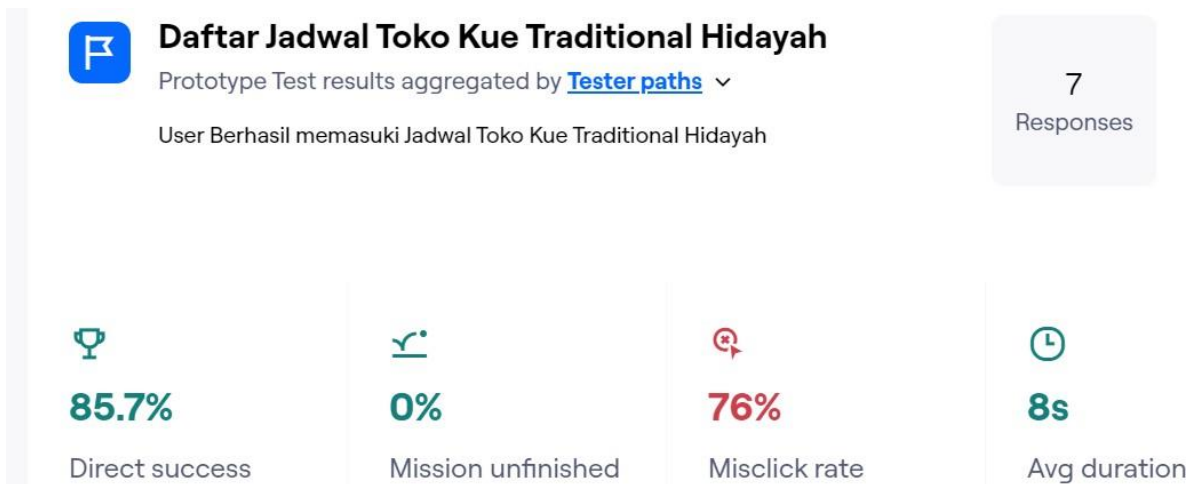 Daftar Jadwal Toko Kue Traditional Hidayah
Prototype Test results aggregated by Tester paths
User Berhasil memasuki Jadwal Toko Kue Traditional Hidayah
7
Responses
85.7%
Direct success
0%
Mission unfinished
76%
Misclick rate
8s
Avg duration